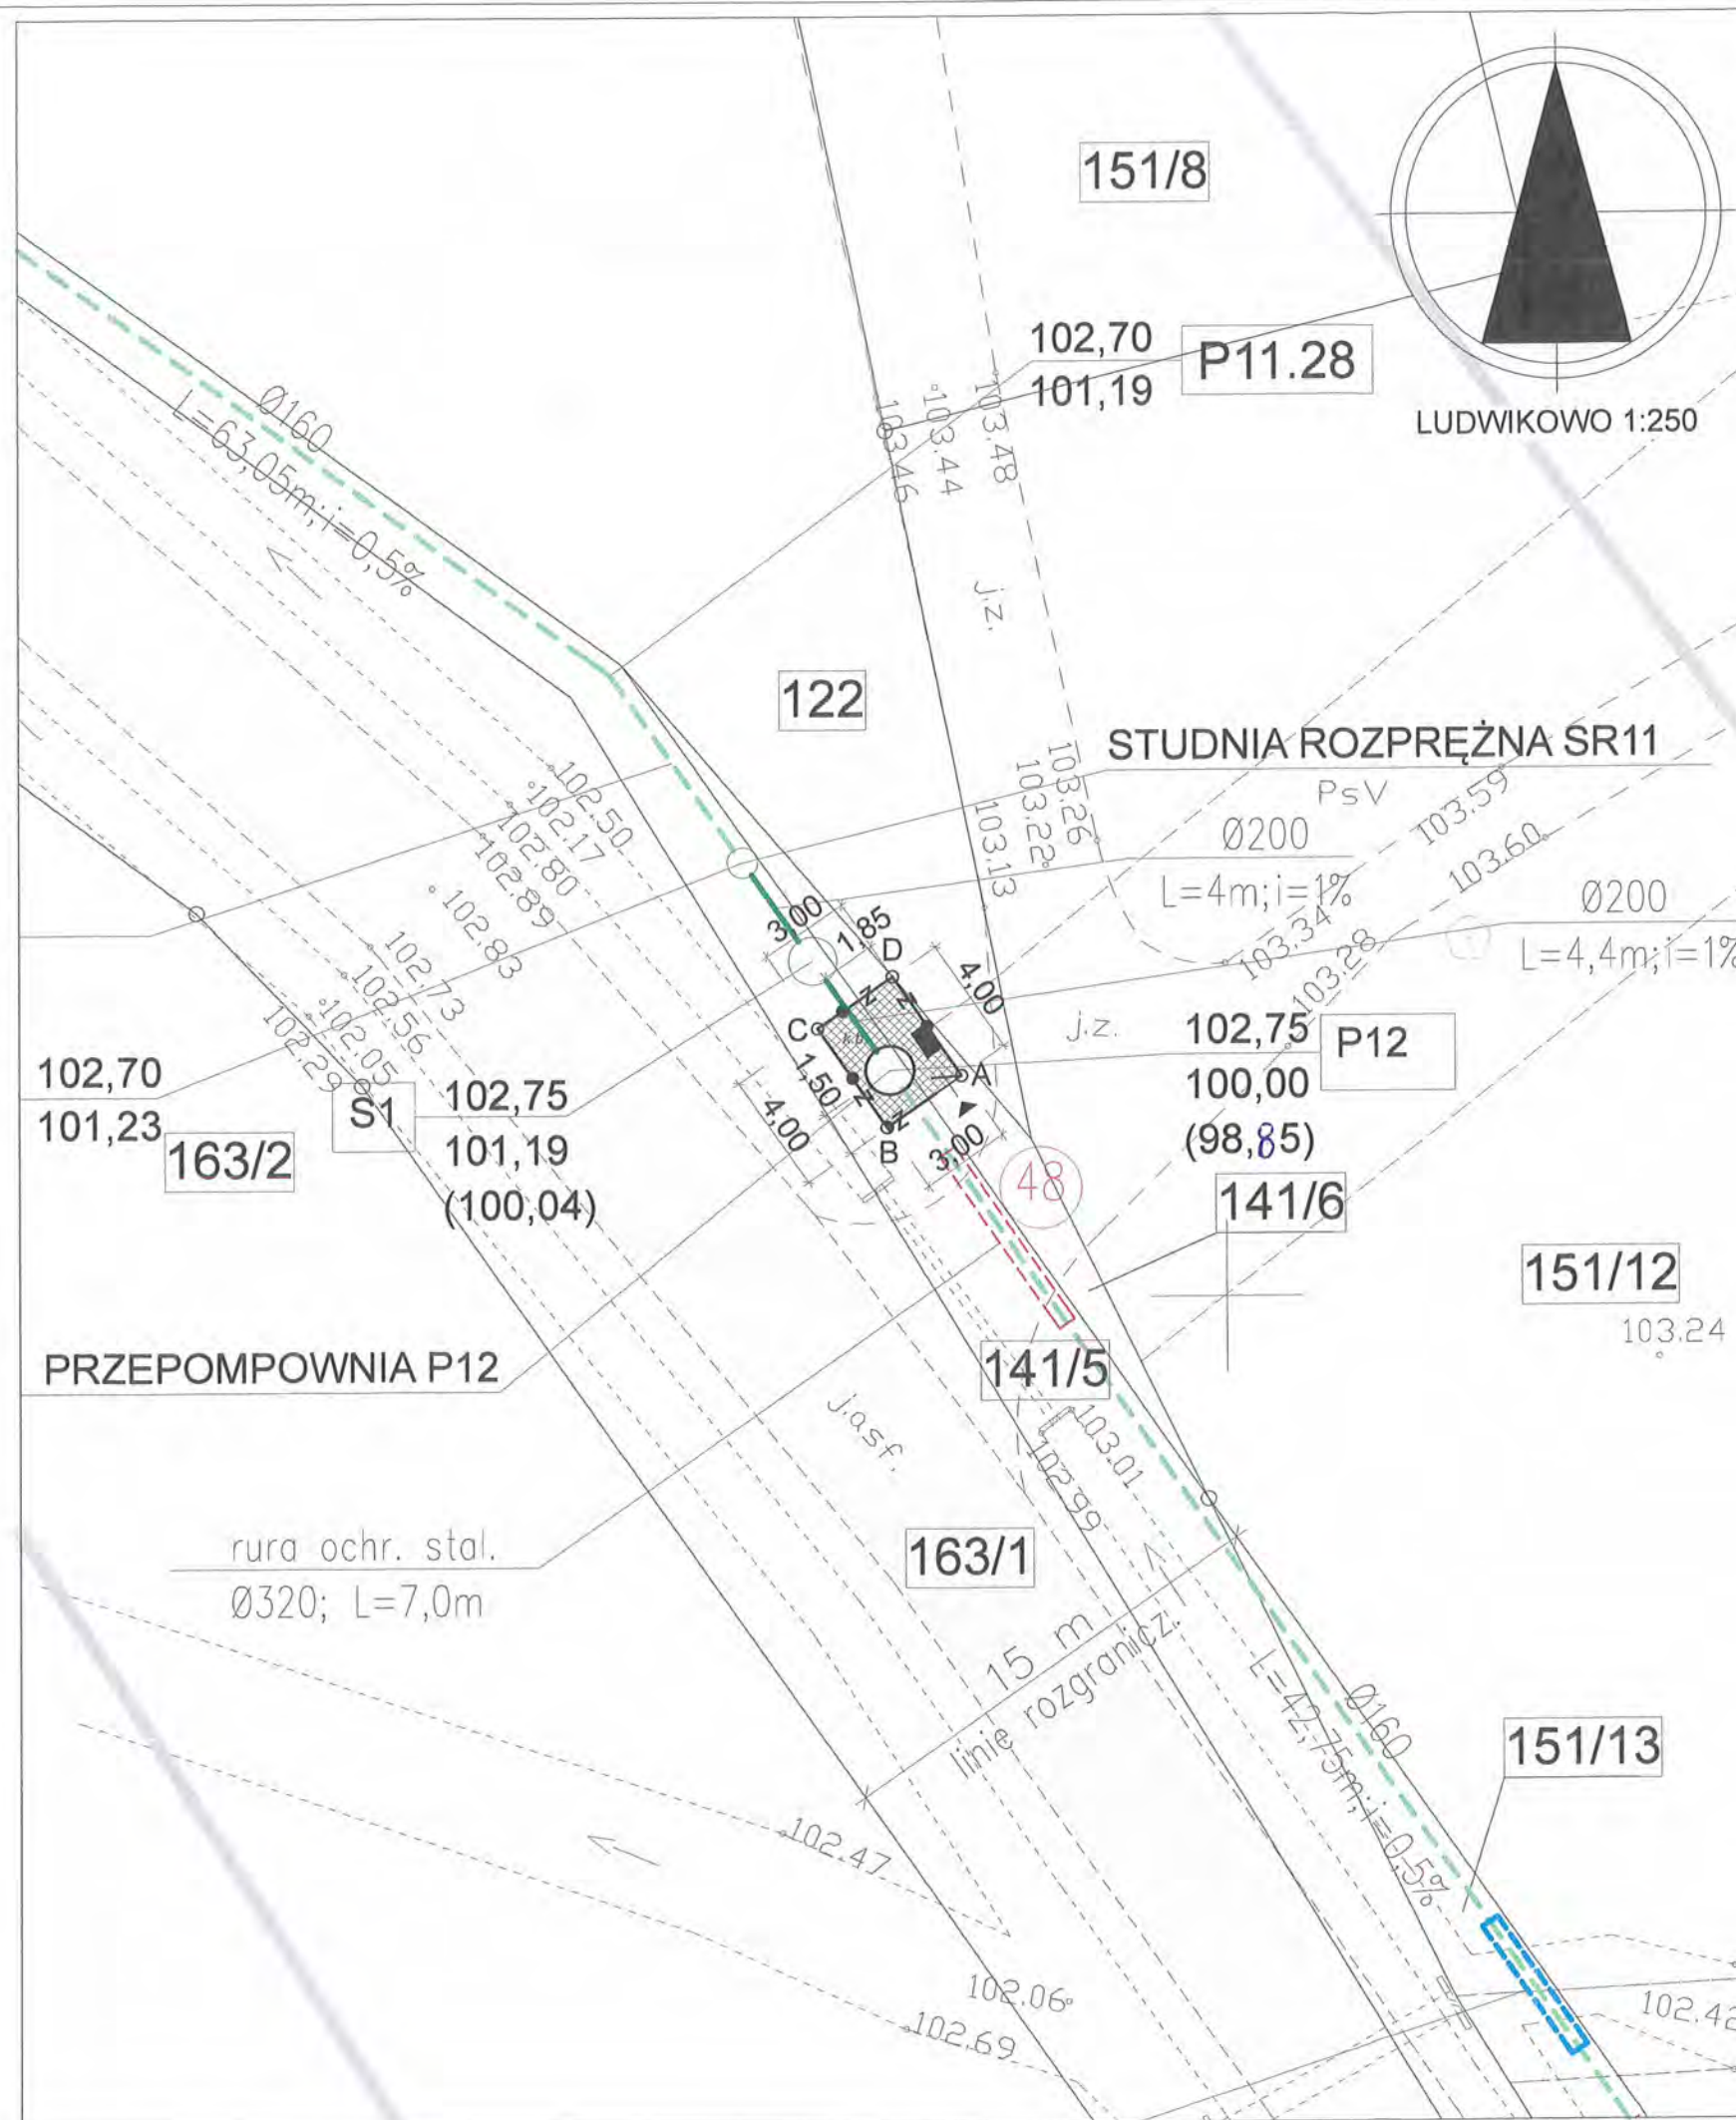 151/8
102,70
101,19
P11.28
LUDWIKOWO 1:250
Ø160
L=63,05m;i=0,5%
103.46
103.44
103.48
j.z.
122
STUDNIA ROZPRĘŻNA SR11
PsV
Ø200
L=4m;i=1%
103.59
103.60
Ø200
L=4,4m;i=1%
103.26
103.22
103.13
103.34
103.28
102.50
102.17
102.80
102.89
102.83
102.73
102.56
102.05
102.29
3,00
1,85
D
4,00
C
z
z
k.p.
A
1,50
z
z
B
4,00
3,00
j.z.
102,75
100,00
(98,85)
P12
102,70
101,23
S1
102,75
101,19
(100,04)
163/2
48
141/6
151/12
103.24
PRZEPOMPOWNIA P12
141/5
j.asf.
103.01
102.99
163/1
rura ochr. stal.
Ø320; L=7,0m
15 m
linie rozgranicz.
Ø160
L=42,75m;i=0,5%
151/13
102.47
102.06
102.69
102.42